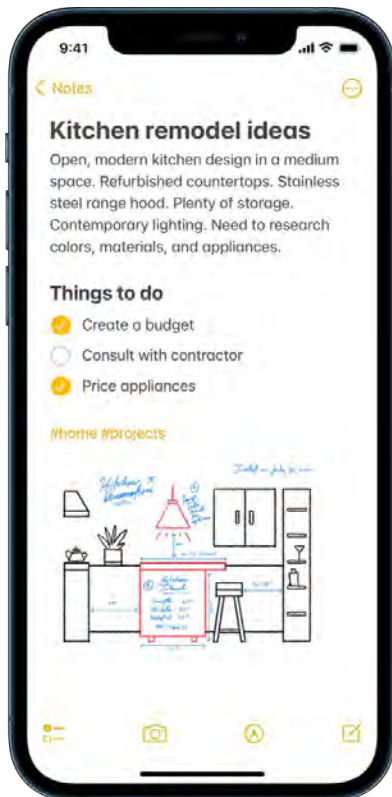 9:41
Notes
Kitchen remodel ideas
Open, modern kitchen design in a medium
space. Refurbished countertops. Stainless
steel range hood. Plenty of storage.
Contemporary lighting. Need to research
colors, materials, and appliances.
Things to do
Create a budget
Consult with contractor
Price appliances
#home #projects
Kitchen